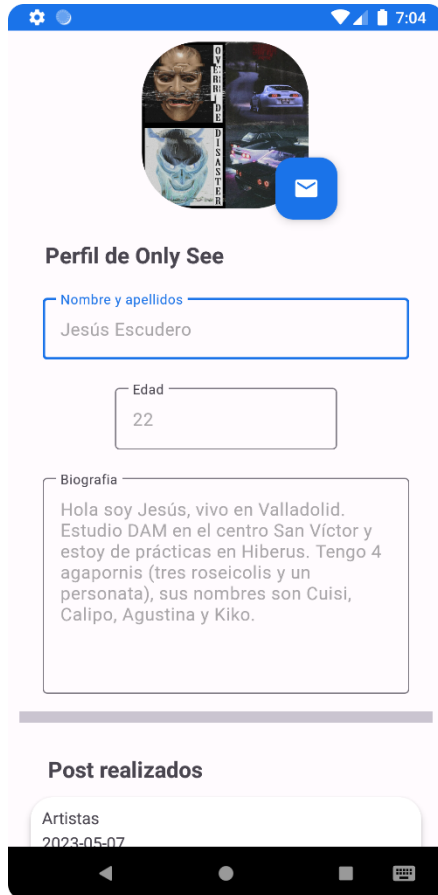 7:04
OVERRIDE
DISASTER
Perfil de Only See
Nombre y apellidos
Jesús Escudero
Edad
22
Biografia
Hola soy Jesús, vivo en Valladolid.
Estudio DAM en el centro San Víctor y
estoy de prácticas en Hiberus. Tengo 4
agapornis (tres roseicolis y un
personata), sus nombres son Cuisi,
Calipo, Agustina y Kiko.
Post realizados
Artistas
2023-05-07